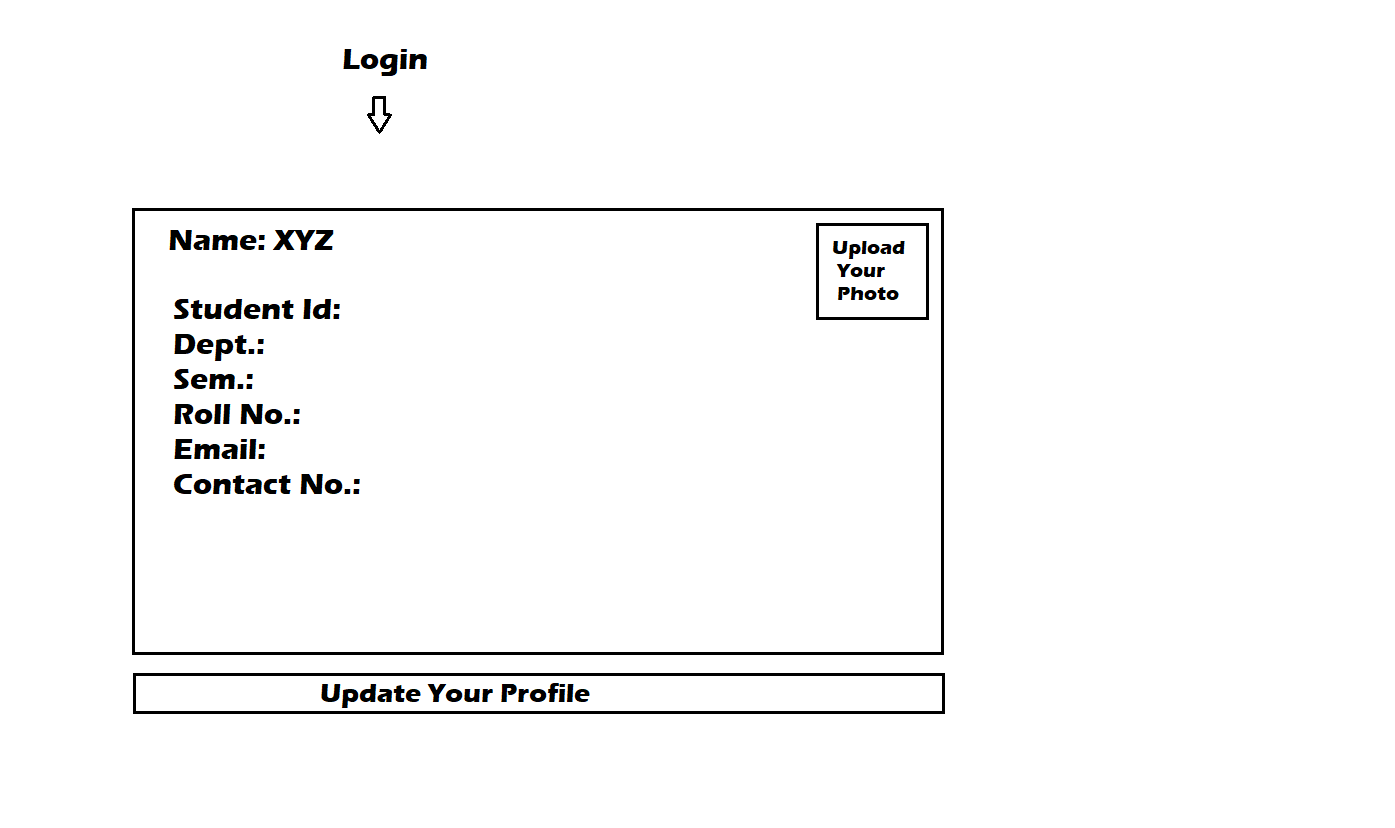 Login
Name: XYZ
Upload
Your
Photo
Student Id:
Dept.:
Sem.:
Roll No.:
Email:
Contact No.:
Update Your Profile